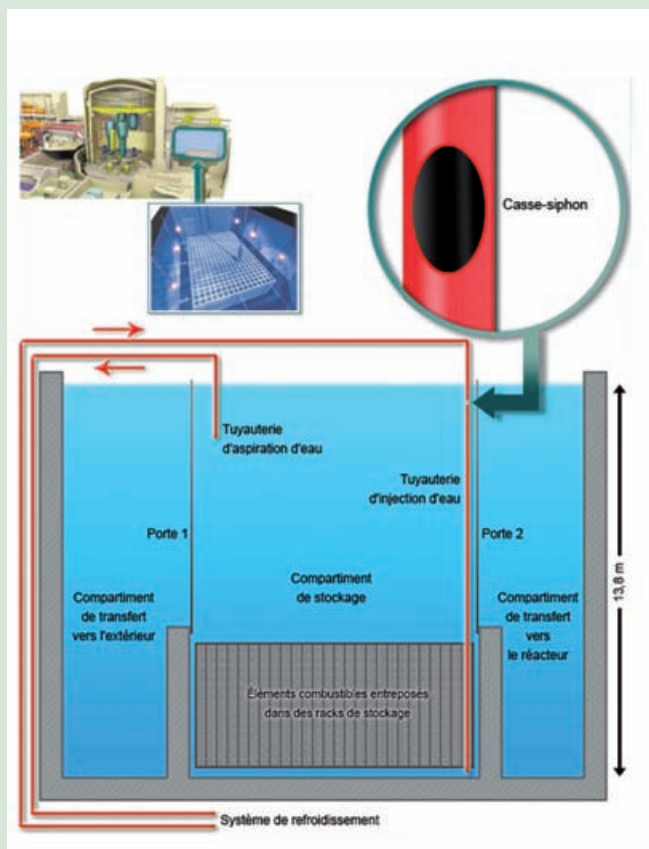 Casse-siphon
Tuyauterie
d'aspiration d'eau
Tuyauterie
d'injection d'eau
Porte 1
Porte 2
Compartiment
de stockage
Compartiment
de transfert
vers l'extérieur
Compartiment
de transfert
vers
le réacteur
13,8 m
Éléments combustibles entreposés
dans des racks de stockage
Système de refroidissement